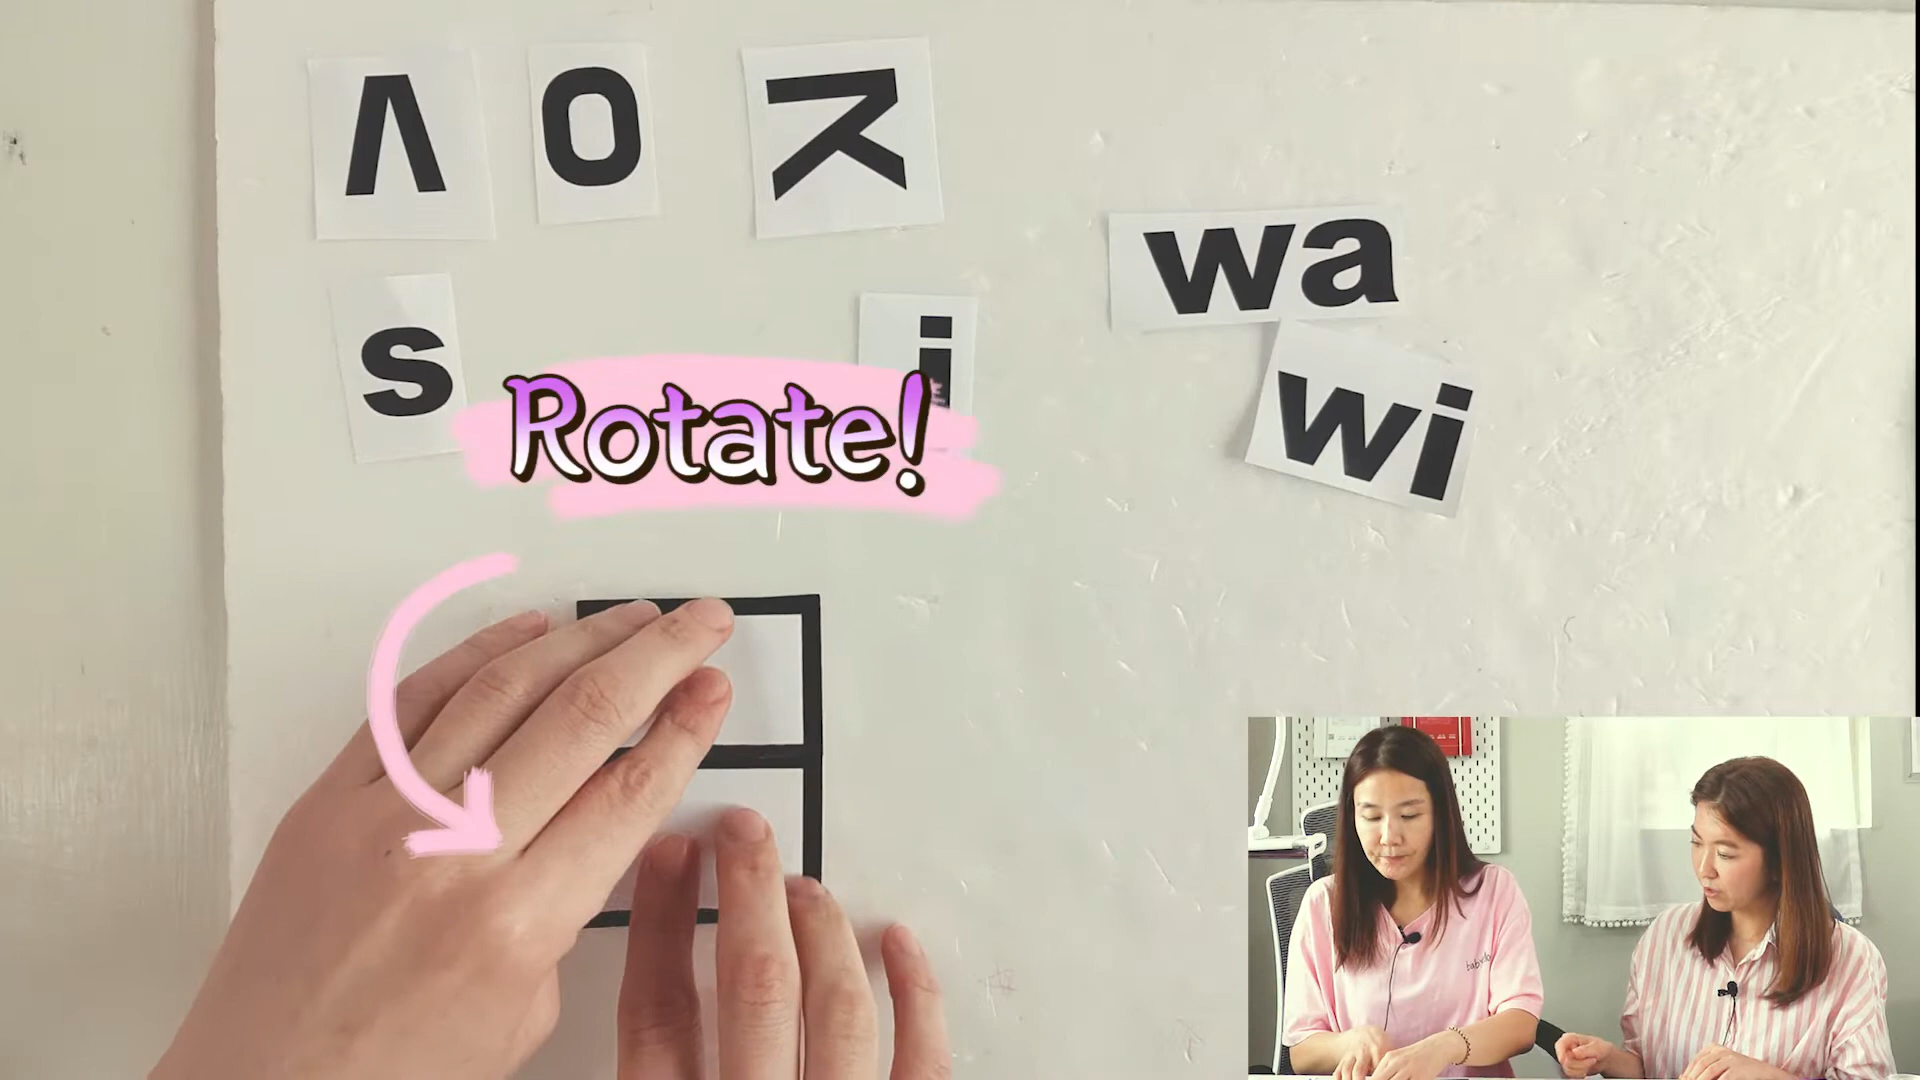 ㅅ ㅇ ㅈ
wa
s j
wi
Rotate!